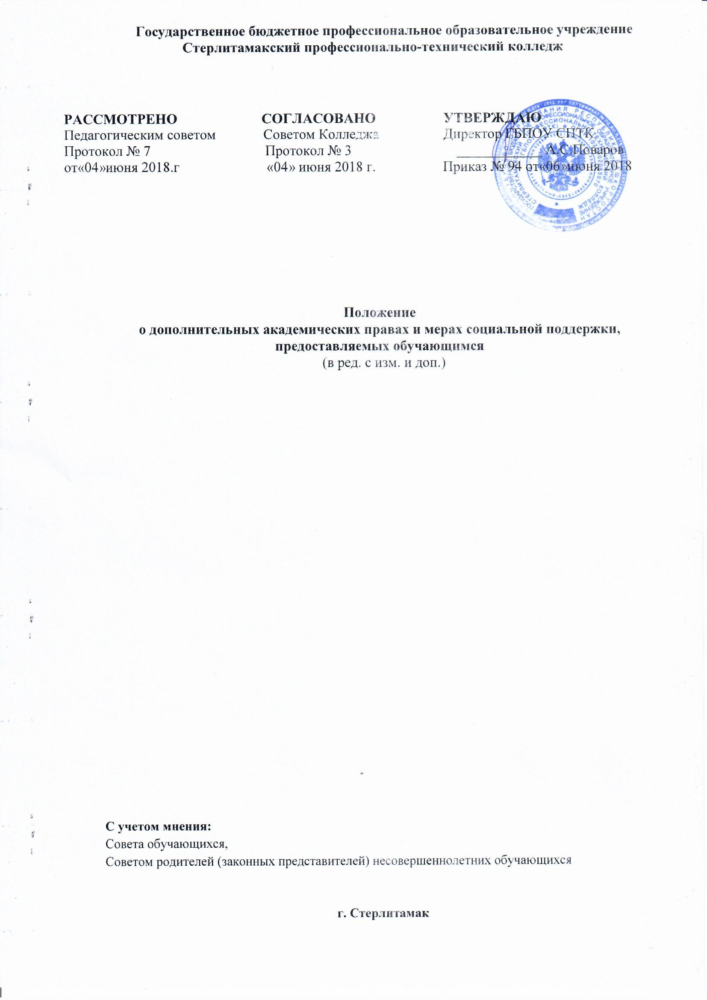 Государственное бюджетное профессиональное образовательное учреждение
Стерлитамакский профессионально-технический колледж
РАССМОТРЕНО
Педагогическим советом
Протокол № 7
от«04»июня 2018.г
СОГЛАСОВАНО
Советом Колледжа
Протокол № 3
«04» июня 2018 г.
УТВЕРЖДАЮ
Директор ГБПОУ СПТК
____________ А.С.Поваров
Приказ № 94 от«06»июня 2018
Положение
о дополнительных академических правах и мерах социальной поддержки,
предоставляемых обучающимся
(в ред. с изм. и доп.)
С учетом мнения:
Совета обучающихся,
Советом родителей (законных представителей) несовершеннолетних обучающихся
г. Стерлитамак